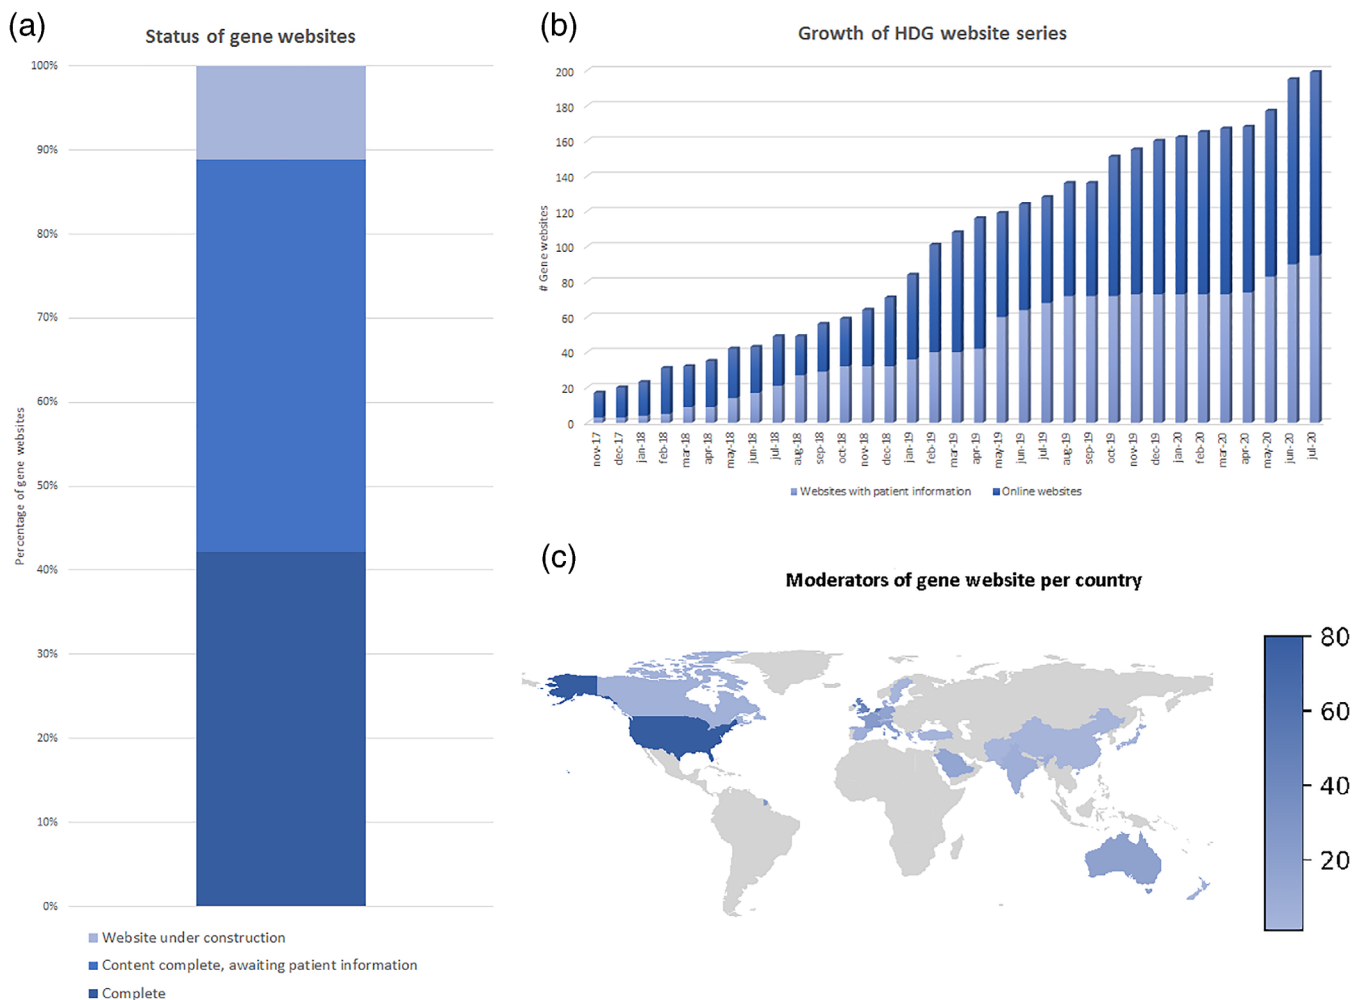 (a)
Status of gene websites
100%
90%
80%
70%
60%
50%
40%
30%
20%
10%
0%
Percentage of gene websites
Website under construction
Content complete, awaiting patient information
Complete
(b)
Growth of HDG website series
200
180
160
140
120
100
80
60
40
20
0
# Gene websites
nov-17
dec-17
jan-18
feb-18
mar-18
apr-18
may-18
jun-18
jul-18
aug-18
sep-18
oct-18
nov-18
dec-18
jan-19
feb-19
mar-19
apr-19
may-19
jun-19
jul-19
aug-19
sep-19
oct-19
nov-19
dec-19
jan-20
feb-20
mar-20
apr-20
may-20
jun-20
jul-20
Websites with patient information
Online websites
(c)
Moderators of gene website per country
80
60
40
20